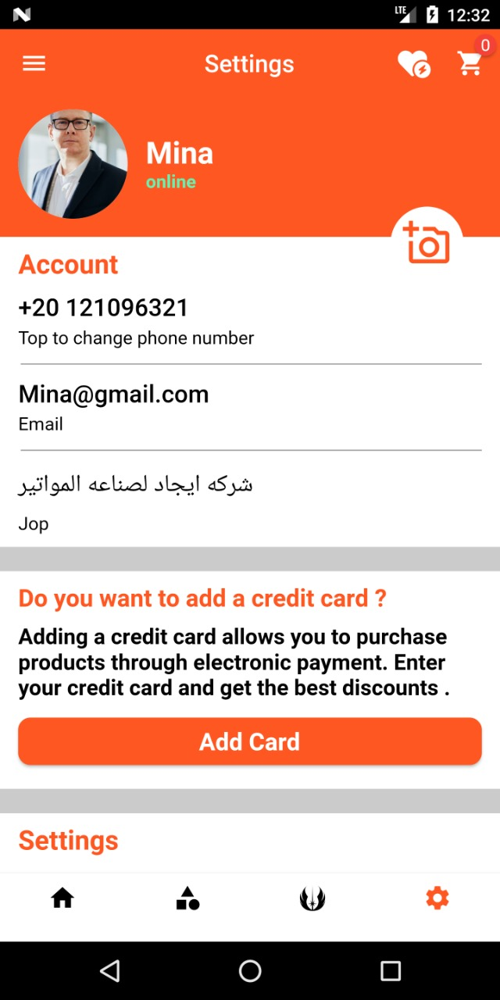 LTE 12:32
Settings
0
Mina
online
Account
+20 121096321
Top to change phone number
Mina@gmail.com
Email
شركه ايجاد لصناعه المواتير
Jop
Do you want to add a credit card ?
Adding a credit card allows you to purchase
products through electronic payment. Enter
your credit card and get the best discounts .
Add Card
Settings